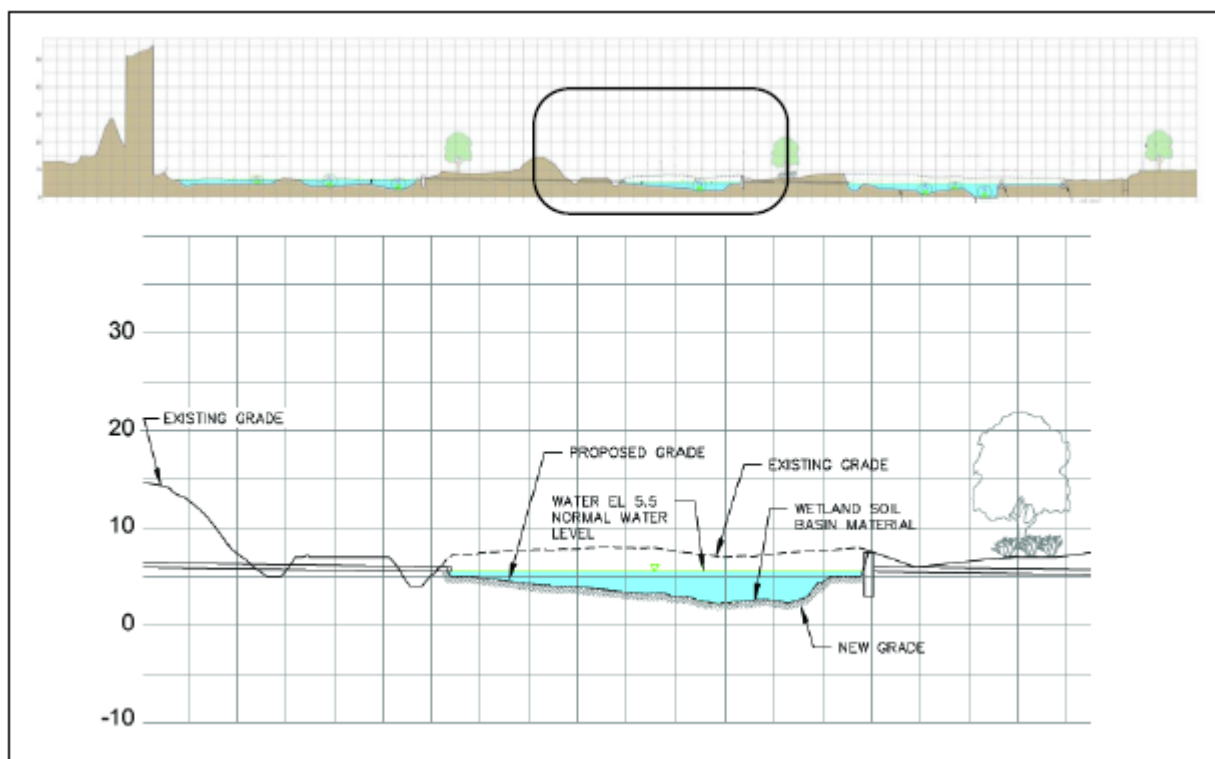 30
EXISTING GRADE
20
PROPOSED GRADE
EXISTING GRADE
WATER EL 5.5
NORMAL WATER
LEVEL
WETLAND SOIL
BASIN MATERIAL
10
0
NEW GRADE
-10